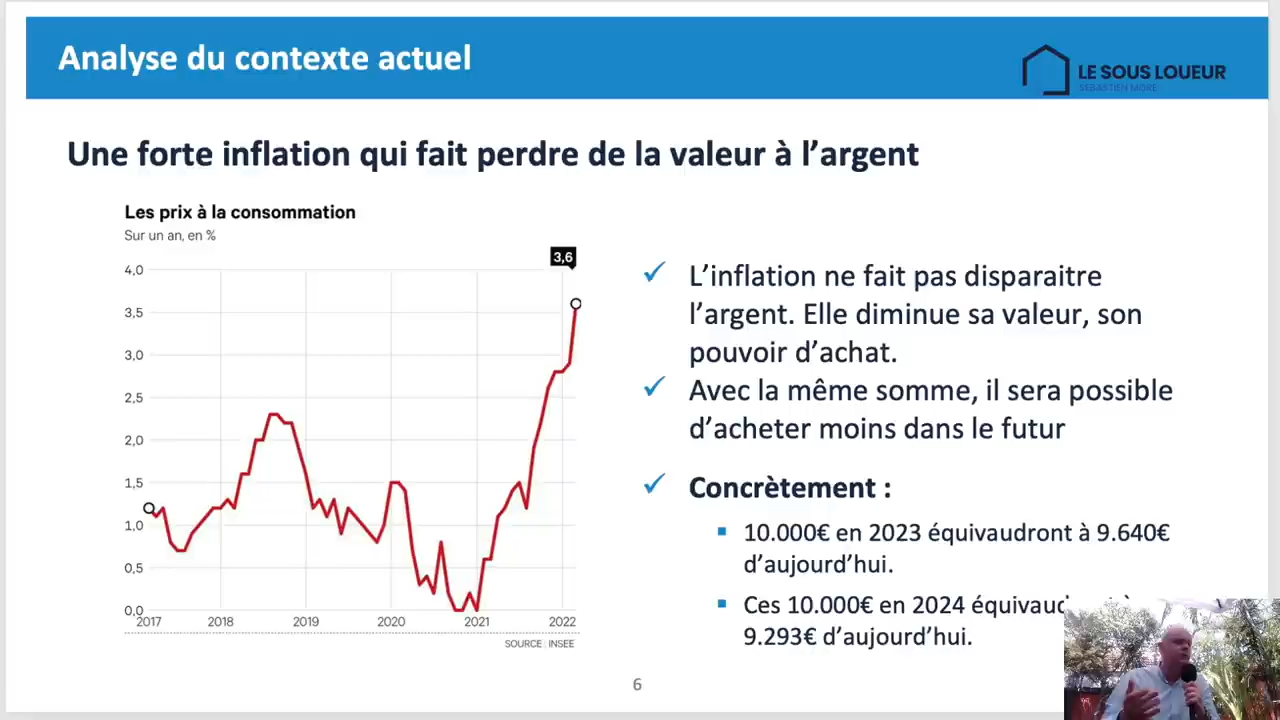 Analyse du contexte actuel
LE SOUS LOUEUR
SEBASTIEN MORE
Une forte inflation qui fait perdre de la valeur à l’argent
Les prix à la consommation
Sur un an, en %
3,6
4,0
3,5
3,0
2,5
2,0
1,5
1,0
0,5
0,0
2017 2018 2019 2020 2021 2022
SOURCE : INSEE
L’inflation ne fait pas disparaitre
l’argent. Elle diminue sa valeur, son
pouvoir d’achat.
Avec la même somme, il sera possible
d’acheter moins dans le futur
Concrètement :
10.000€ en 2023 équivaudront à 9.640€
d’aujourd’hui.
Ces 10.000€ en 2024
9.293€ d’aujourd’hui.
6